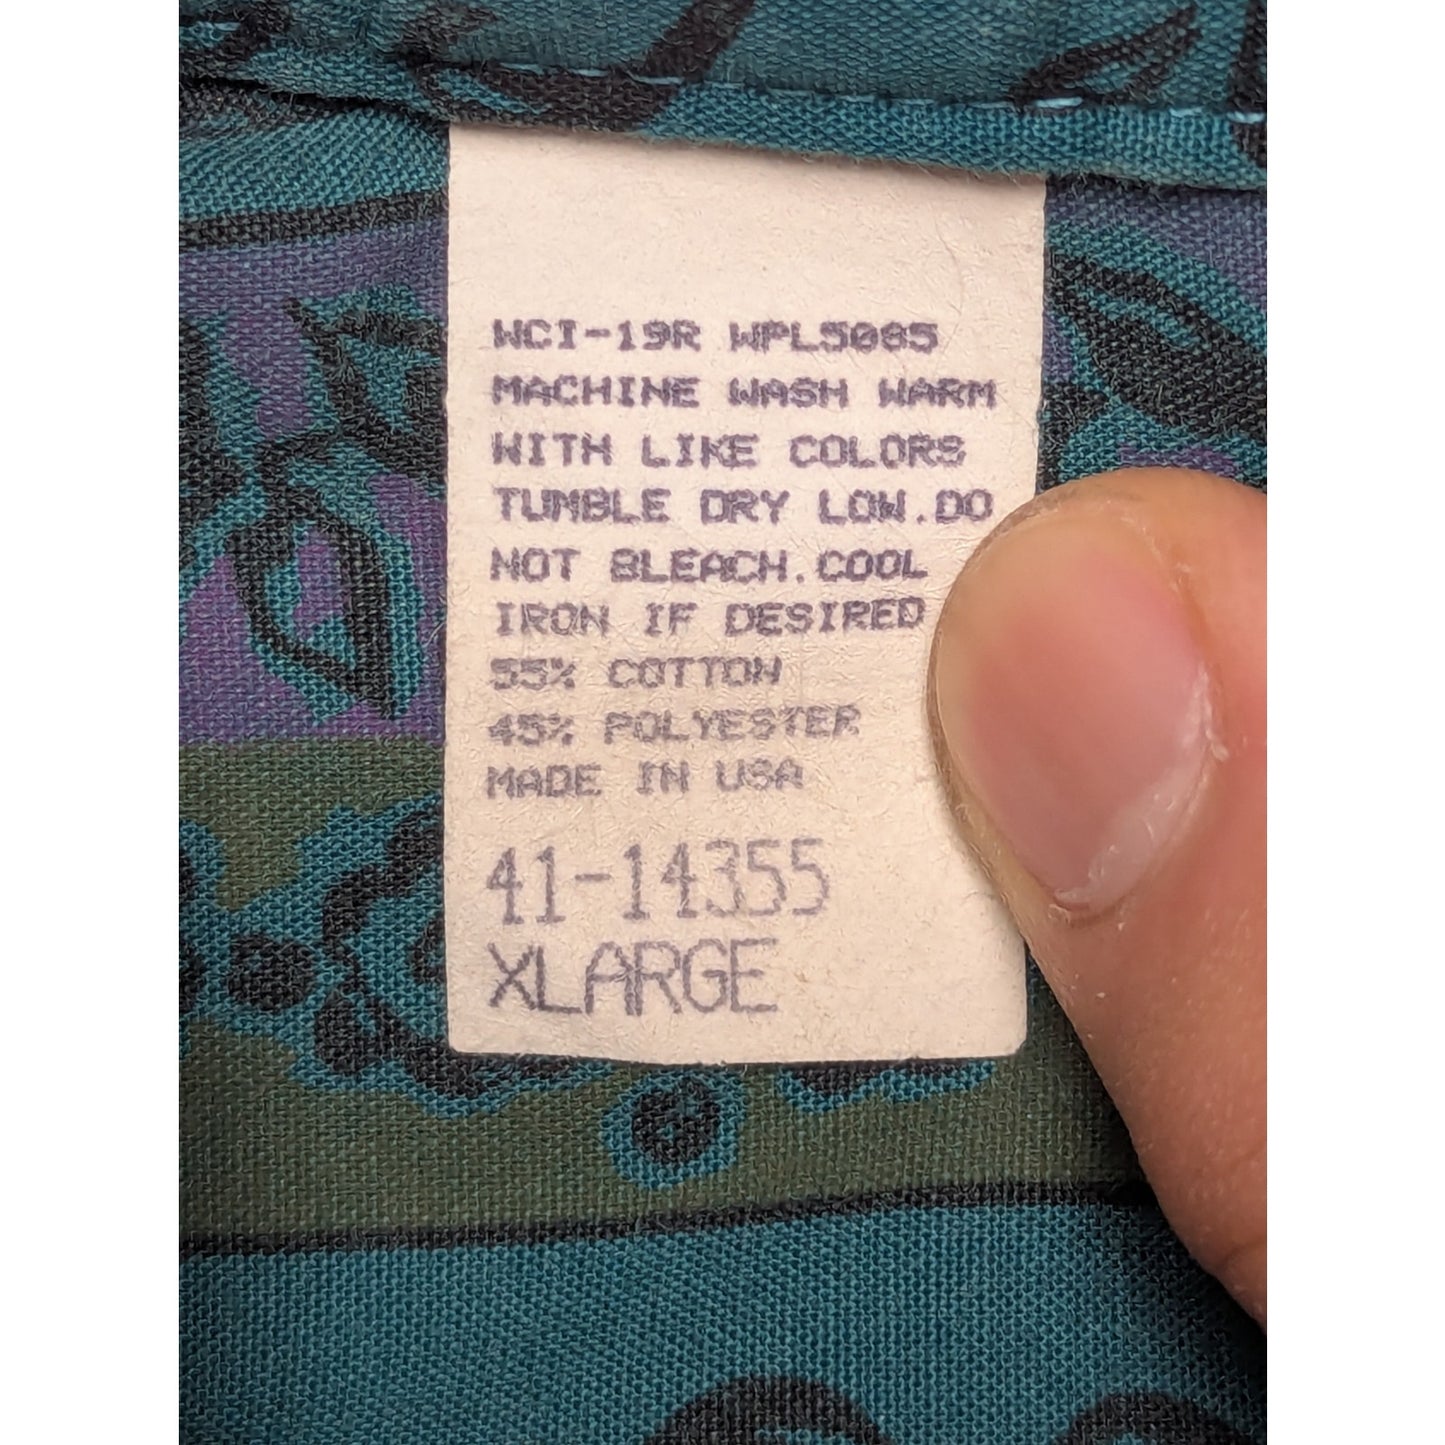 WCI-19R WPL5085
MACHINE WASH WARM
WITH LIKE COLORS
TUMBLE DRY LOW.DO
NOT BLEACH.COOL
IRON IF DESIRED
55% COTTON
45% POLYESTER
MADE IN USA
41-14355
XLARGE